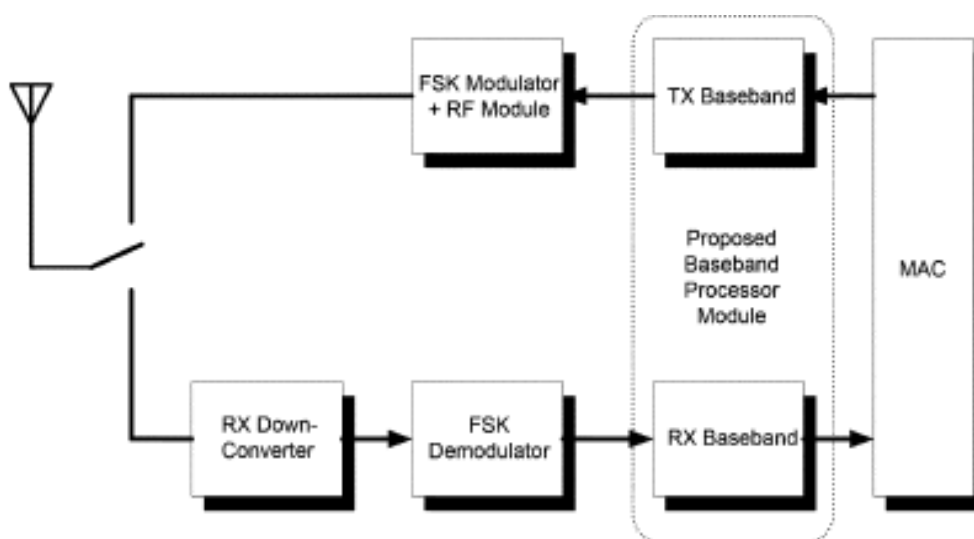 FSK Modulator
+ RF Module
TX Baseband
Proposed
Baseband
Processor
Module
MAC
RX Down-
Converter
FSK
Demodulator
RX Baseband